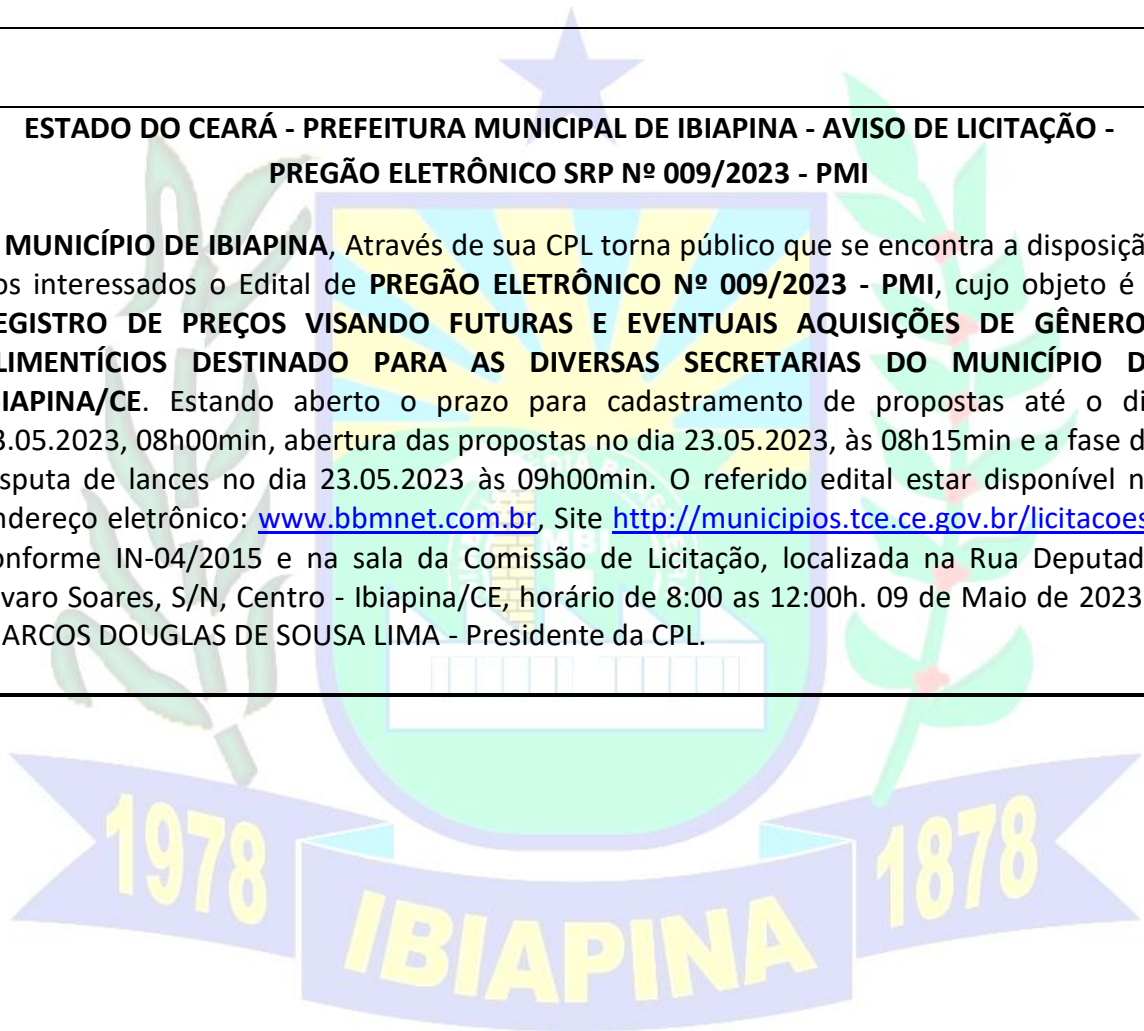 ESTADO DO CEARÁ - PREFEITURA MUNICIPAL DE IBIAPINA - AVISO DE LICITAÇÃO -
PREGÃO ELETRÔNICO SRP Nº 009/2023 - PMI
MUNICÍPIO DE IBIAPINA, Através de sua CPL torna público que se encontra a disposiçã
os interessados o Edital de PREGÃO ELETRÔNICO Nº 009/2023 - PMI, cujo objeto é
EGISTRO DE PREÇOS VISANDO FUTURAS E EVENTUAIS AQUISIÇÕES DE GÊNERO
LIMENTÍCIOS DESTINADO PARA AS DIVERSAS SECRETARIAS DO MUNICÍPIO D
IAPINA/CE. Estando aberto o prazo para cadastramento de propostas até o di
3.05.2023, 08h00min, abertura das propostas no dia 23.05.2023, às 08h15min e a fase d
sputa de lances no dia 23.05.2023 às 09h00min. O referido edital estar disponível n
ndereço eletrônico: www.bbmnet.com.br, Site http://municipios.tce.ce.gov.br/licitacoes
onforme IN-04/2015 e na sala da Comissão de Licitação, localizada na Rua Deputad
varo Soares, S/N, Centro - Ibiapina/CE, horário de 8:00 as 12:00h. 09 de Maio de 2023
ARCOS DOUGLAS DE SOUSA LIMA - Presidente da CPL.
1978
1878
IBIAPINA